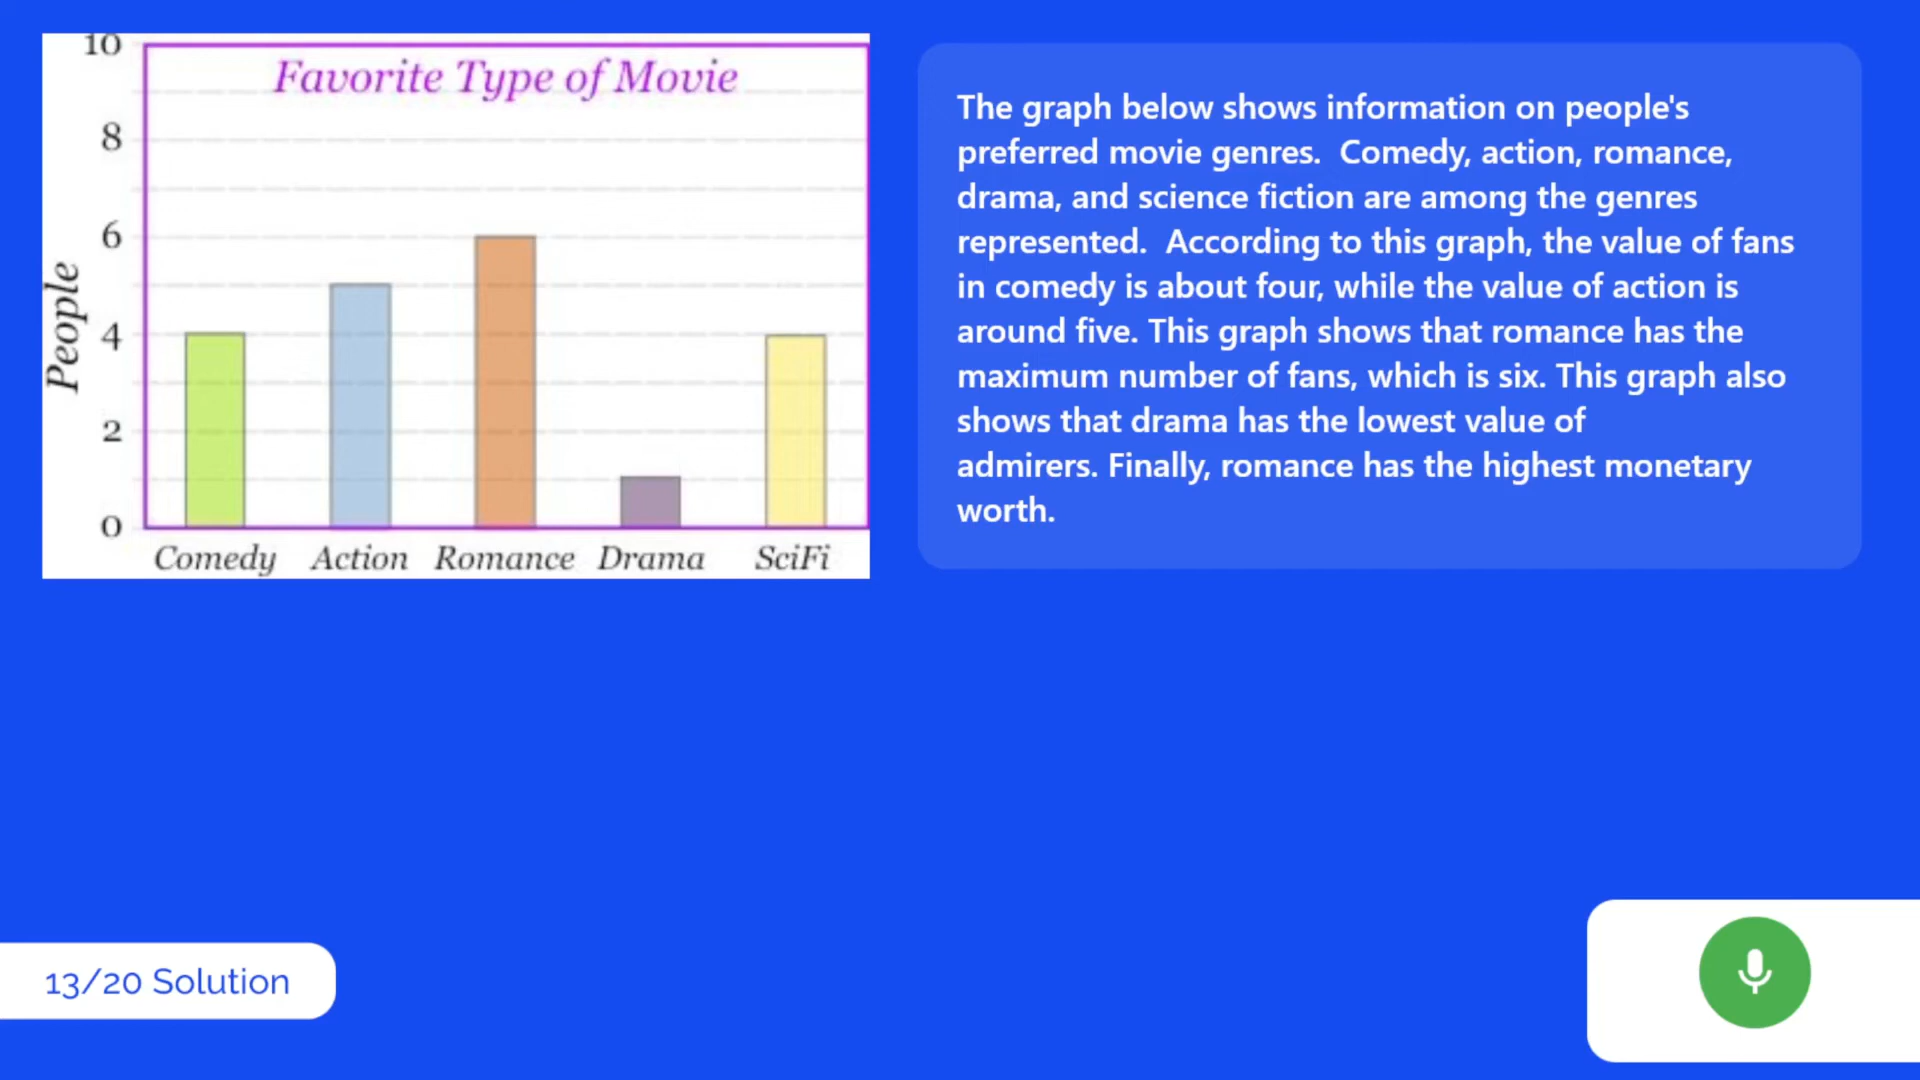 10
Favorite Type of Movie
8
6
4
2
0
People
Comedy Action Romance Drama SciFi
The graph below shows information on people's
preferred movie genres.  Comedy, action, romance,
drama, and science fiction are among the genres
represented.  According to this graph, the value of fans
in comedy is about four, while the value of action is
around five. This graph shows that romance has the
maximum number of fans, which is six. This graph also
shows that drama has the lowest value of
admirers. Finally, romance has the highest monetary
worth.
13/20 Solution